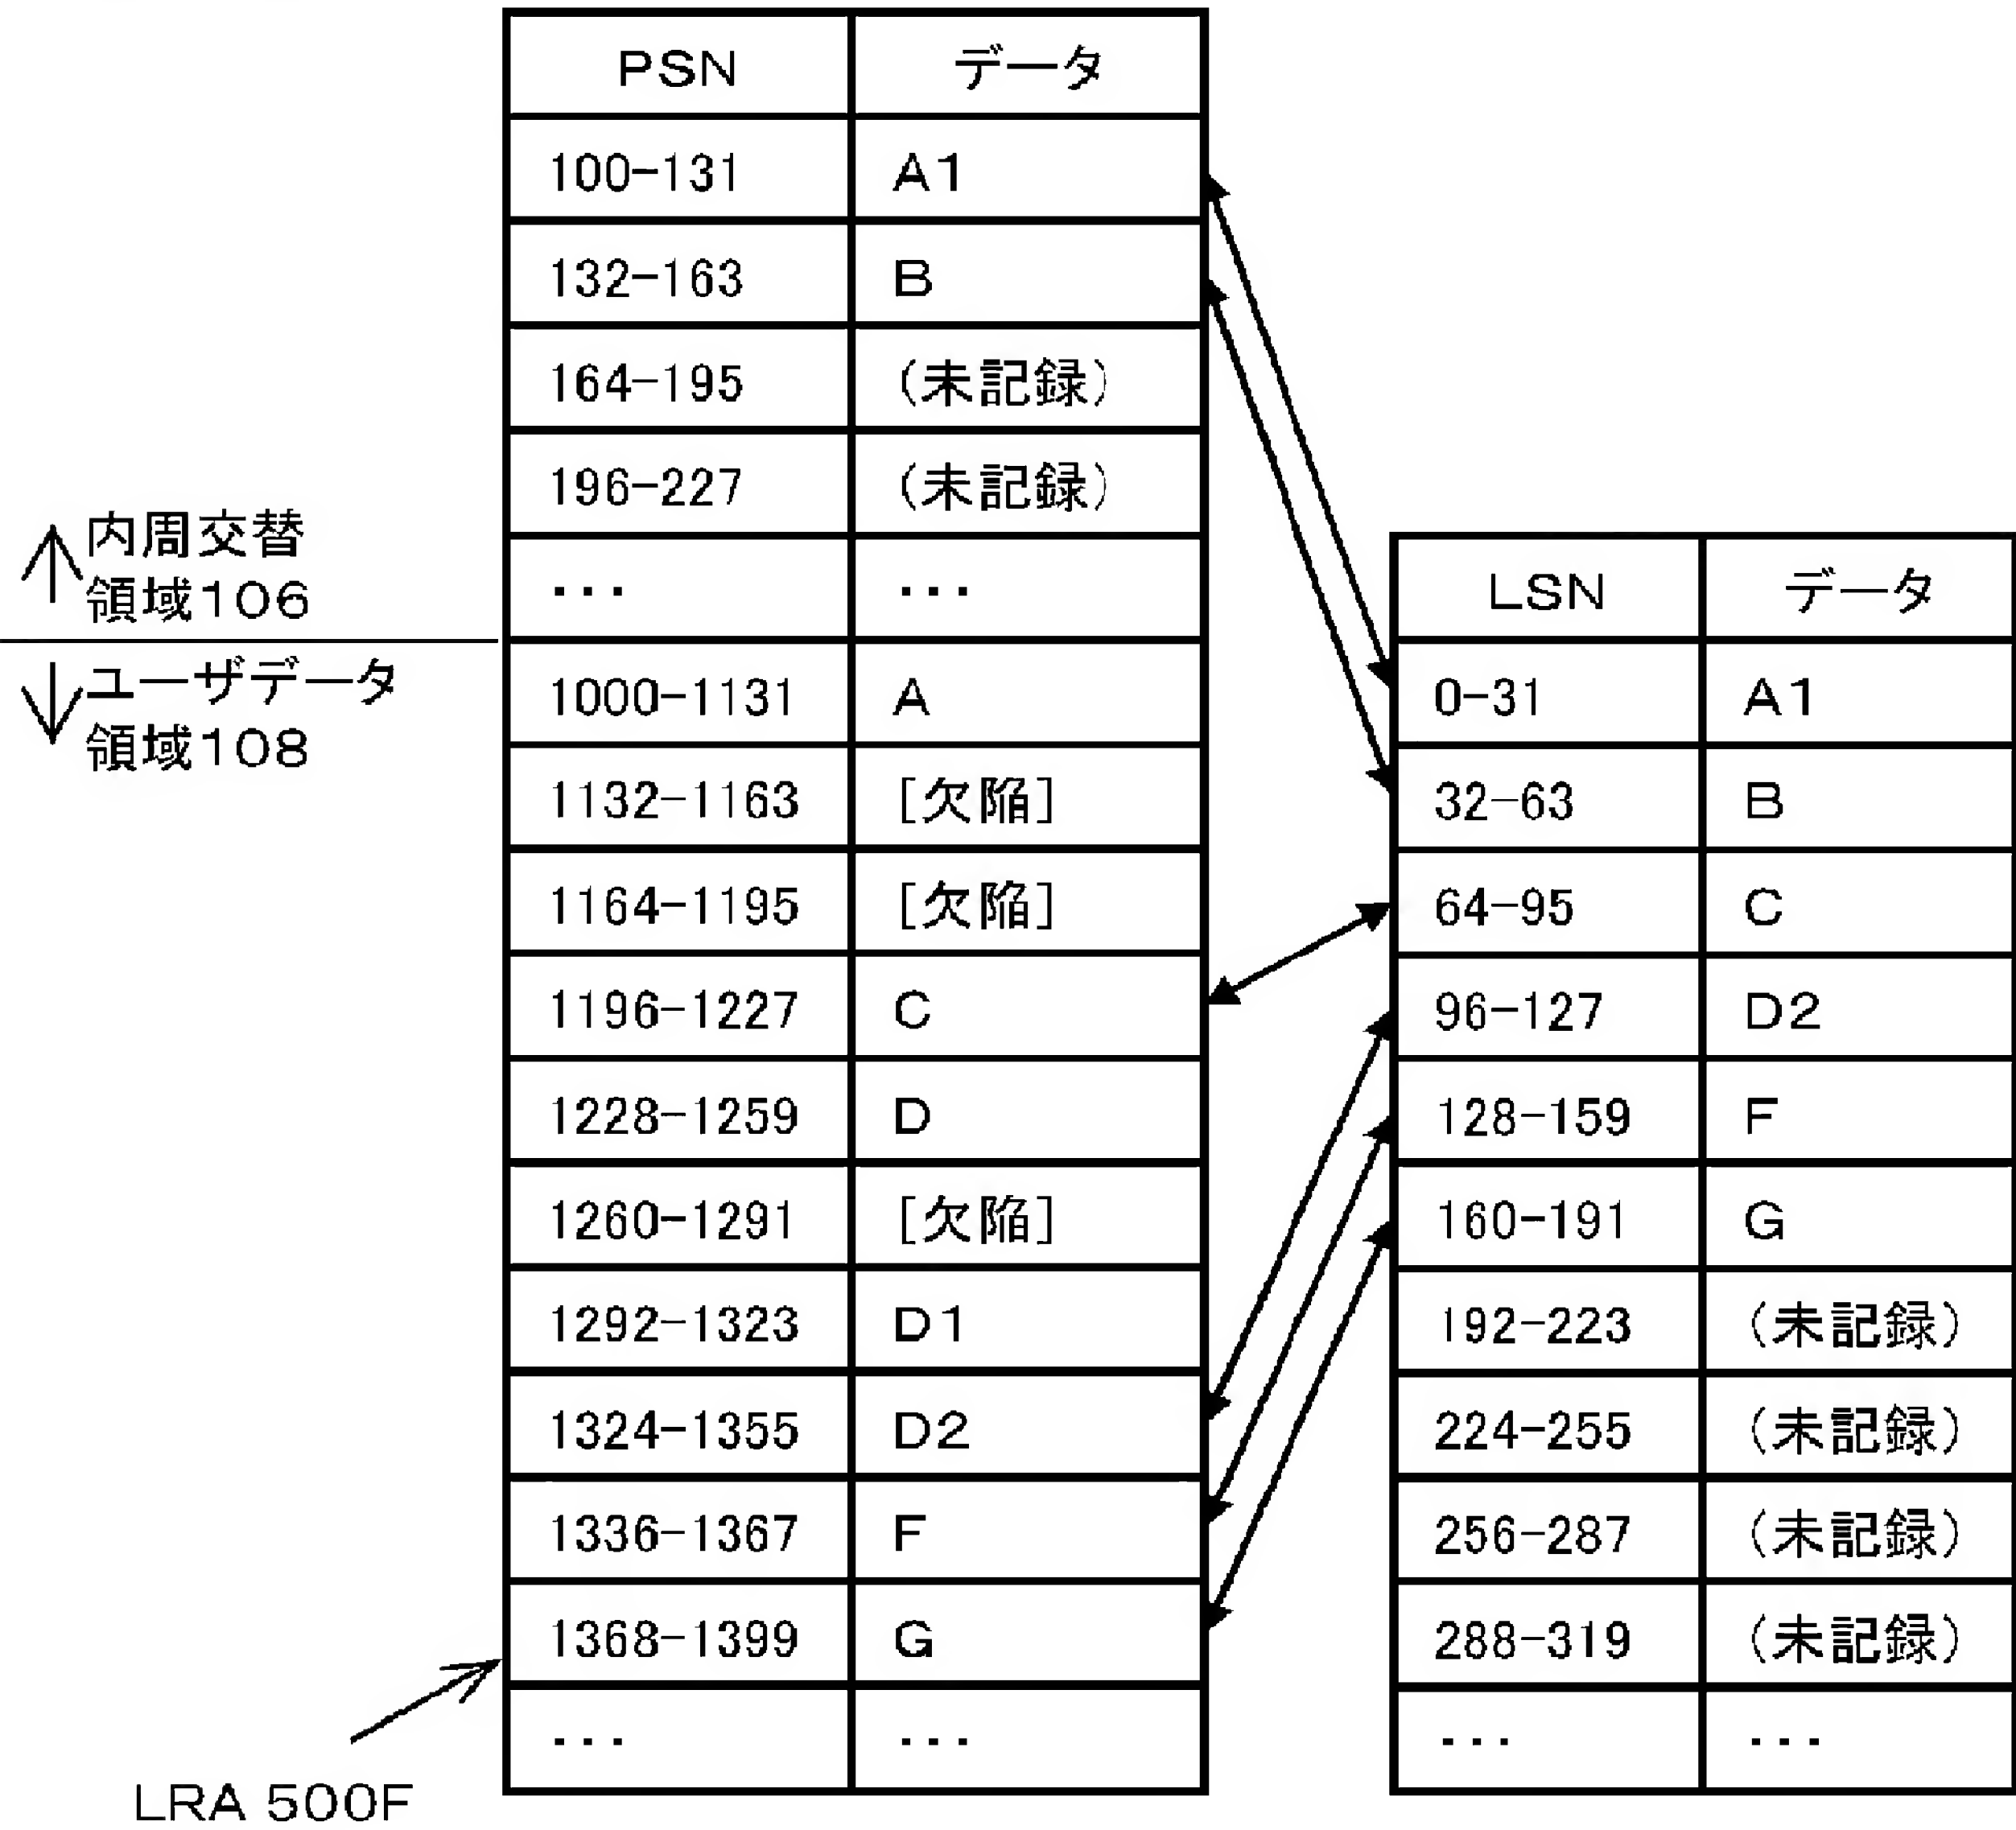 PSN データ
100-131 A1
132-163 B
164-195 (未記録)
196-227 (未記録)
... ...
1000-1131 A
1132-1163 [欠陥]
1164-1195 [欠陥]
1196-1227 C
1228-1259 D
1260-1291 [欠陥]
1292-1323 D1
1324-1355 D2
1336-1367 F
1368-1399 G
... ...
内周交替
領域106
ユーザデータ
領域108
LRA 500F
LSN データ
0-31 A1
32-63 B
64-95 C
96-127 D2
128-159 F
160-191 G
192-223 (未記録)
224-255 (未記録)
256-287 (未記録)
288-319 (未記録)
... ...